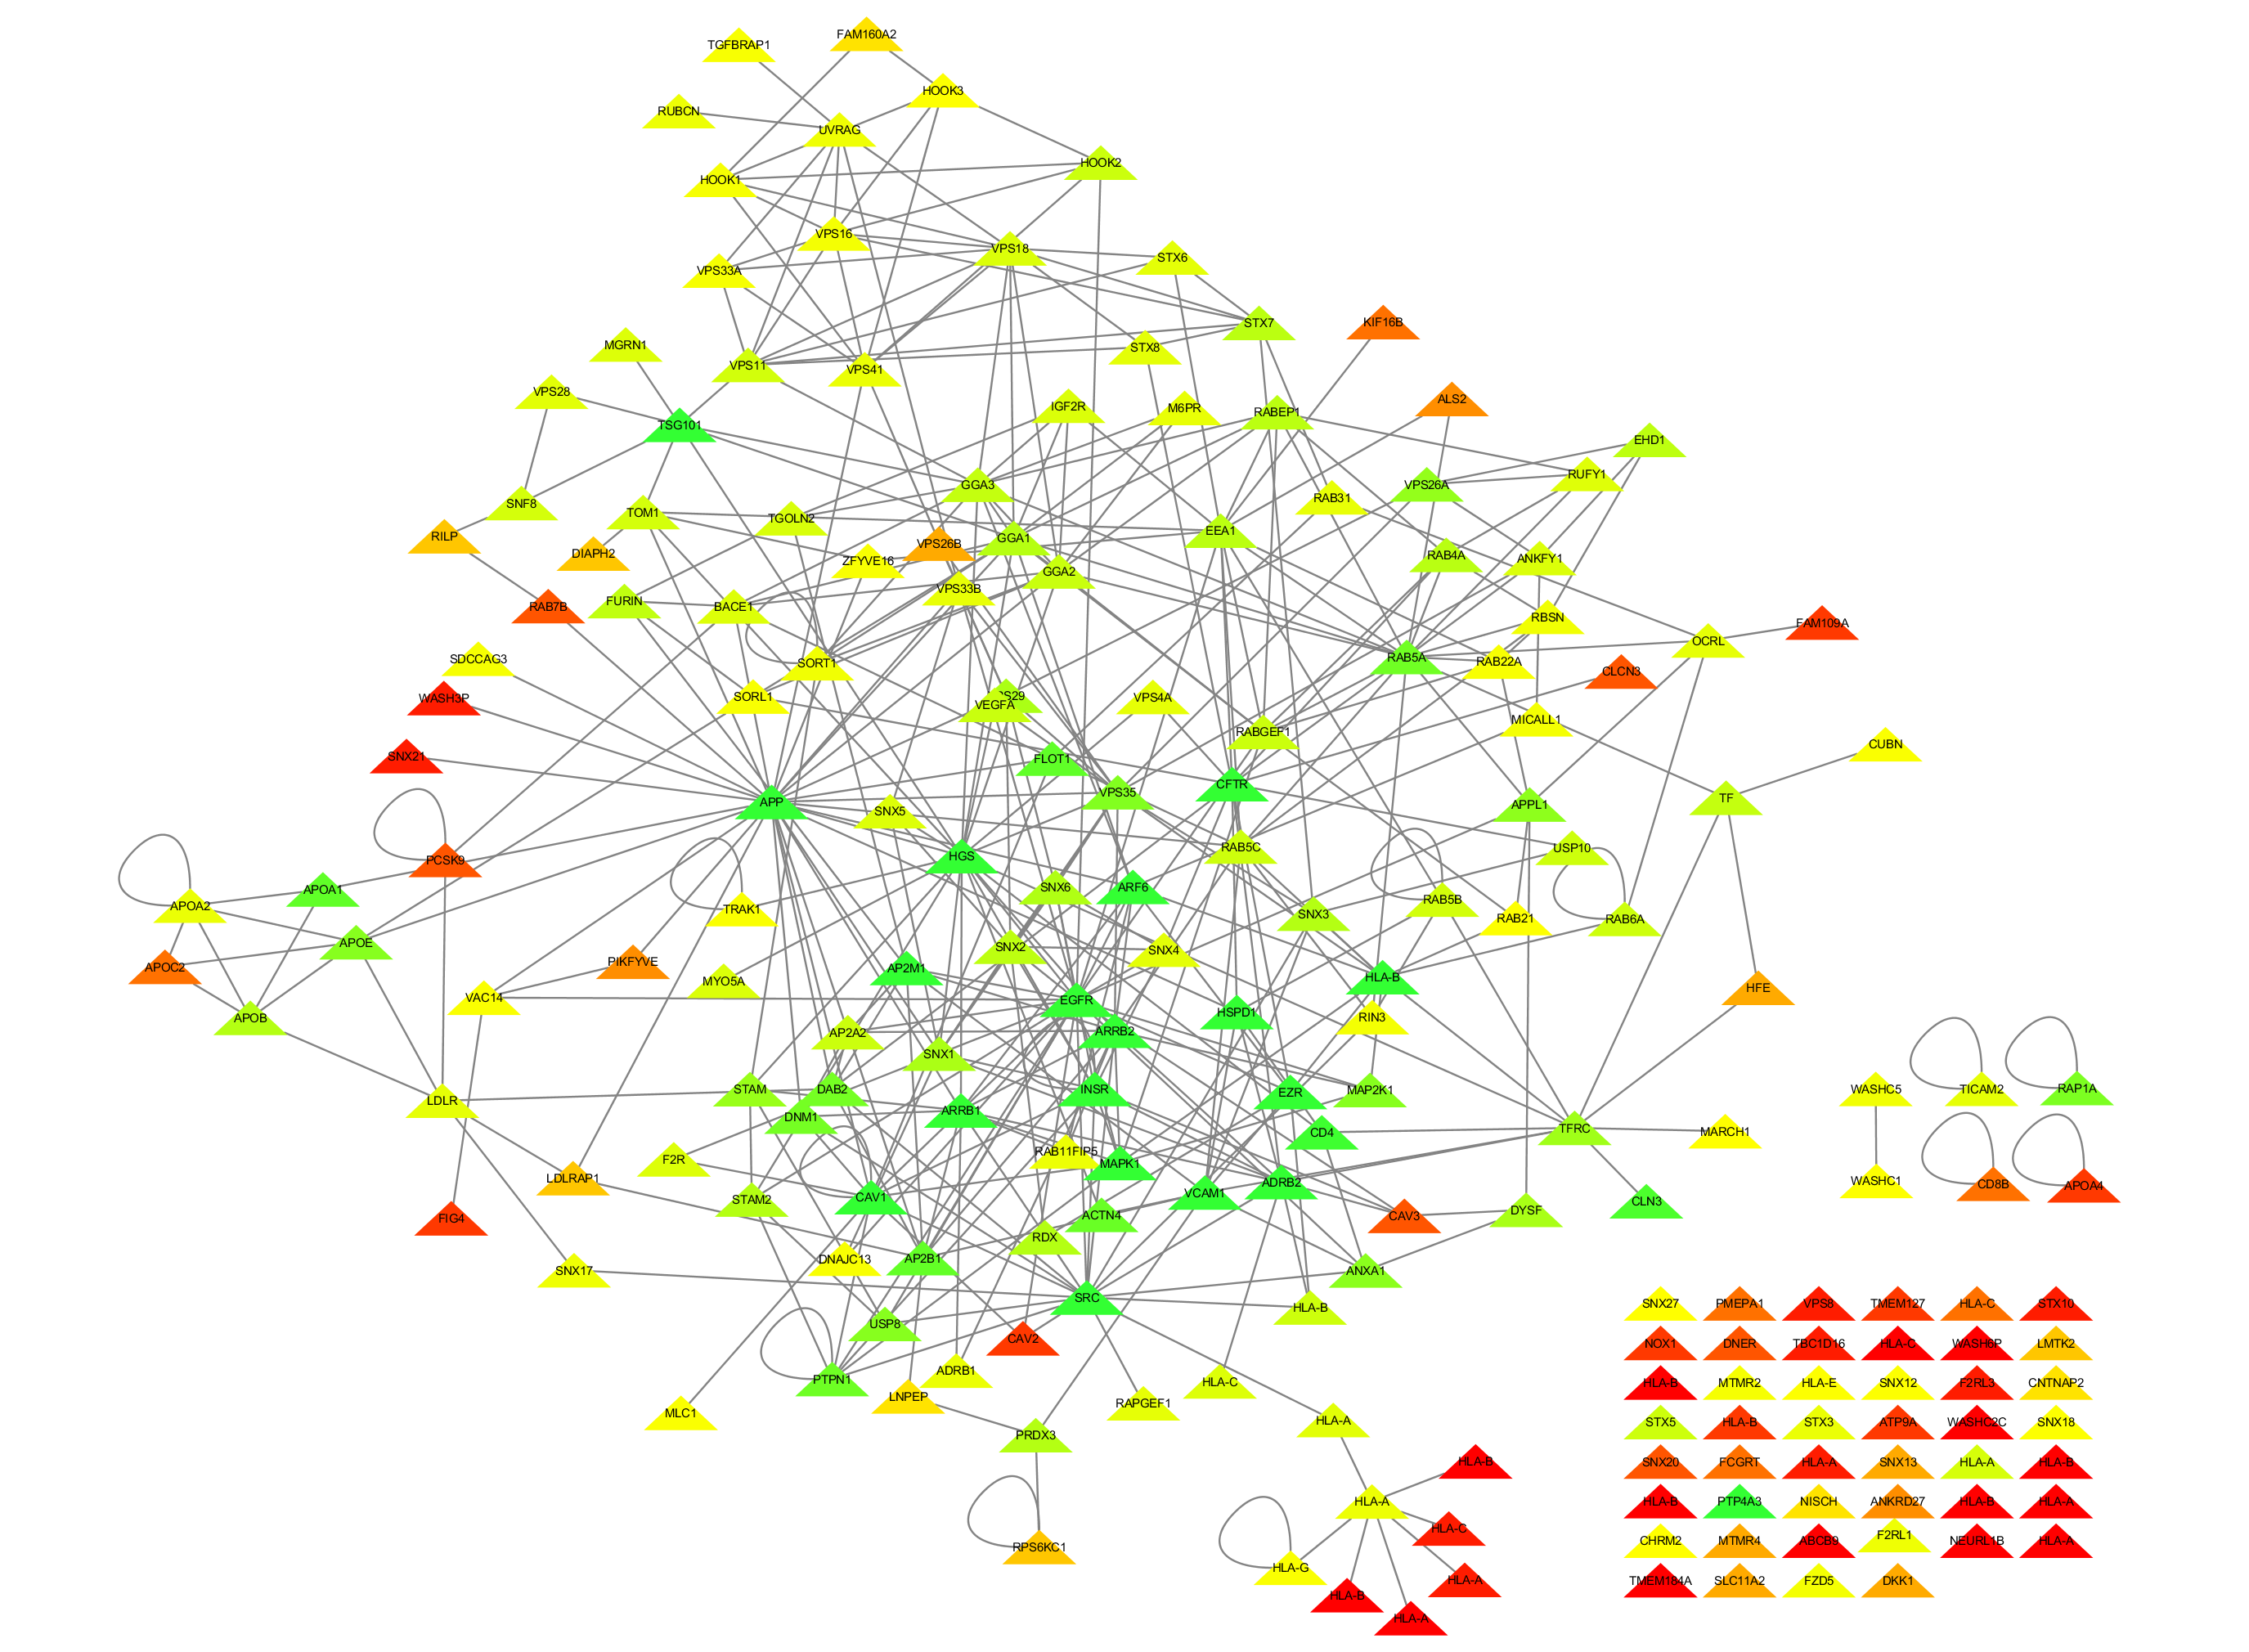 FAM160A2
TGFBRAP1
HOOK3
RUBCN
UVRAG
HOOK2
HOOK1
VPS16
VPS18
STX6
VPS33A
STX7
KIF16B
MGRN1
STX8
VPS11
VPS41
VPS28
ALS2
IGF2R
M6PR
RABEP1
TSG101
EHD1
RUFY1
GGA3
VPS26A
RAB31
SNF8
TOM1
TGOLN2
EEA1
RILP
GGA1
VPS26B
DIAPH2
RAB4A
ANKFY1
ZFYVE16
GGA2
VPS33B
FURIN
RAB7B
BACE1
RBSN
FAM109A
OCRL
SDCCAG3
SORT1
RAB5A
RAB22A
CLCN3
WASH3P
SORL1
VPS29
VEGFA
VPS4A
MICALL1
RABGEF1
CUBN
SNX21
FLOT1
APP
VPS35
CFTR
TF
APPL1
SNX5
RAB5C
USP10
HGS
PCSK9
APOA1
SNX6
ARF6
RAB5B
APOA2
TRAK1
SNX3
RAB21
RAB6A
APOE
SNX2
SNX4
APOC2
PIKFYVE
AP2M1
MYO5A
HLA-B
HFE
VAC14
EGFR
HSPD1
RIN3
APOB
AP2A2
ARRB2
SNX1
STAM
DAB2
INSR
EZR
MAP2K1
WASHC5
TICAM2
RAP1A
LDLR
DNM1
ARRB1
CD4
TFRC
MARCH1
F2R
RAB11FIP5
MAPK1
LDLRAP1
WASHC1
CD8B
APOA4
STAM2
CAV1
VCAM1
ADRB2
CLN3
FIG4
ACTN4
CAV3
DYSF
RDX
DNAJC13
AP2B1
SNX17
ANXA1
SRC
HLA-B
USP8
CAV2
PTPN1
ADRB1
HLA-C
LNPEP
RAPGEF1
MLC1
HLA-A
PRDX3
HLA-B
HLA-A
HLA-C
RPS6KC1
HLA-G
HLA-A
HLA-B
HLA-A
SNX27 PMEPA1 VPS8 TMEM127 HLA-C STX10
NOX1 DNER TBC1D16 HLA-C WASH6P LMTK2
HLA-B MTMR2 HLA-E SNX12 F2RL3 CNTNAP2
STX5 HLA-B STX3 ATP9A WASHC2C SNX18
SNX20 FCGRT HLA-A SNX13 HLA-A HLA-B
HLA-B PTP4A3 NISCH ANKRD27 HLA-B HLA-A
CHRM2 MTMR4 ABCB9 F2RL1 NEURL1B HLA-A
TMEM184A SLC11A2 FZD5 DKK1